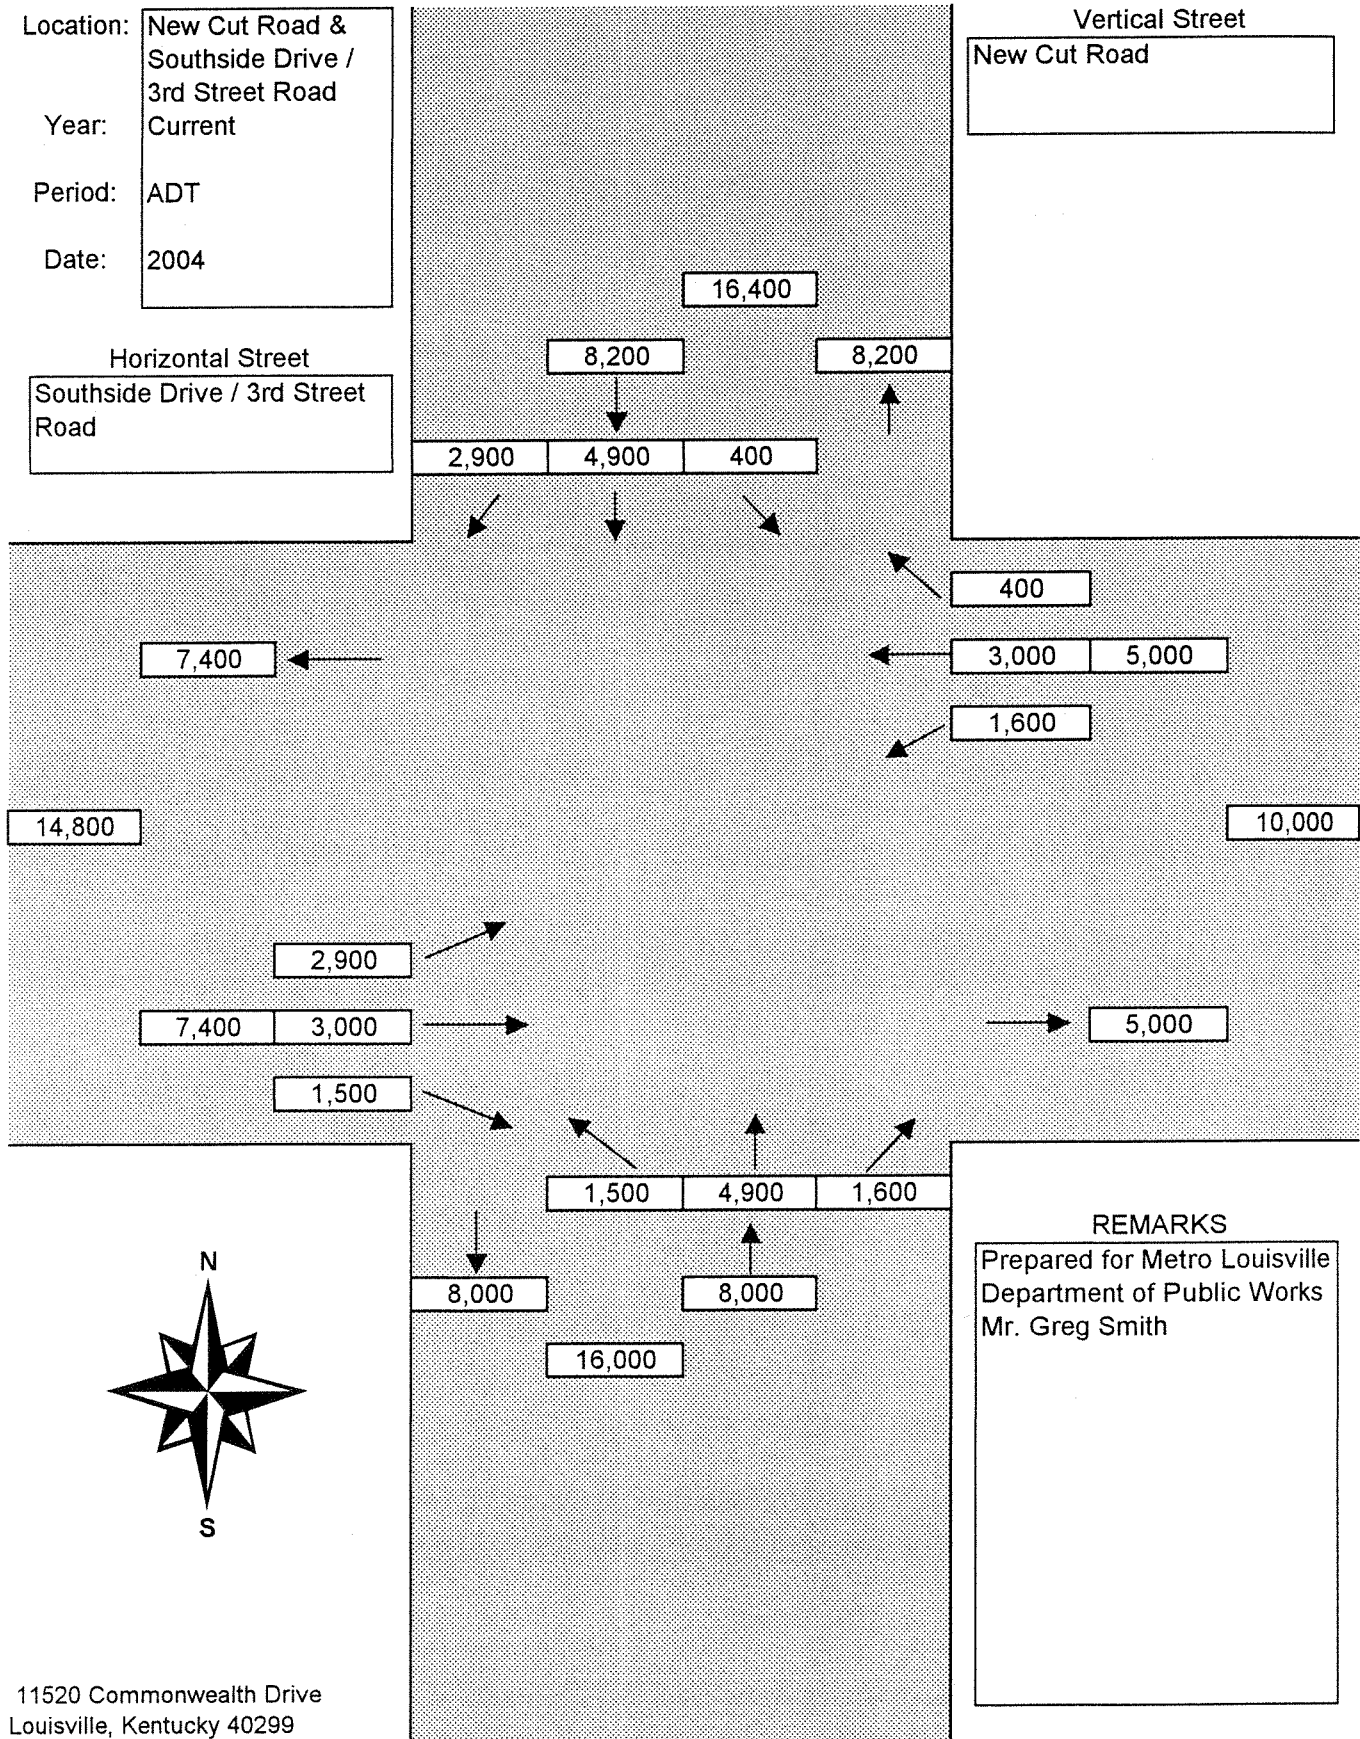 Location: New Cut Road &
Southside Drive /
3rd Street Road
Year: Current
Period: ADT
Date: 2004
Vertical Street
New Cut Road
Horizontal Street
Southside Drive / 3rd Street
Road
16,400
8,200 8,200
2,900 4,900 400
400
7,400 3,000 5,000
1,600
14,800 10,000
2,900
7,400 3,000 5,000
1,500
1,500 4,900 1,600
8,000 8,000
16,000
N
S
REMARKS
Prepared for Metro Louisville
Department of Public Works
Mr. Greg Smith
11520 Commonwealth Drive
Louisville, Kentucky 40299